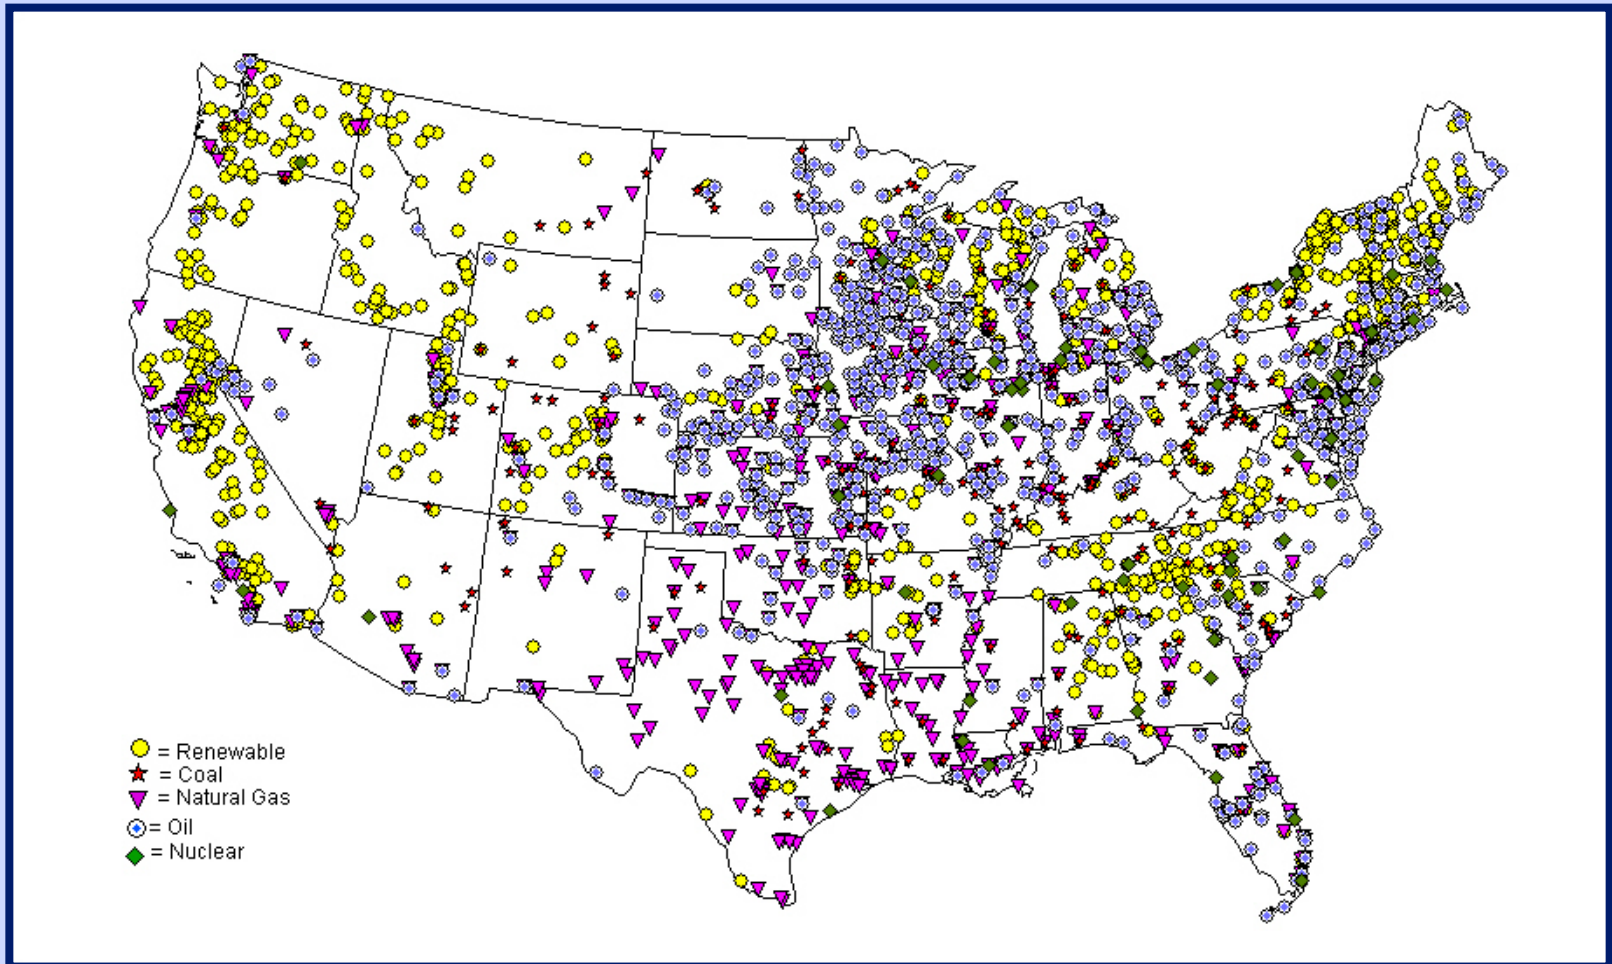 = Renewable
= Coal
= Natural Gas
= Oil
= Nuclear